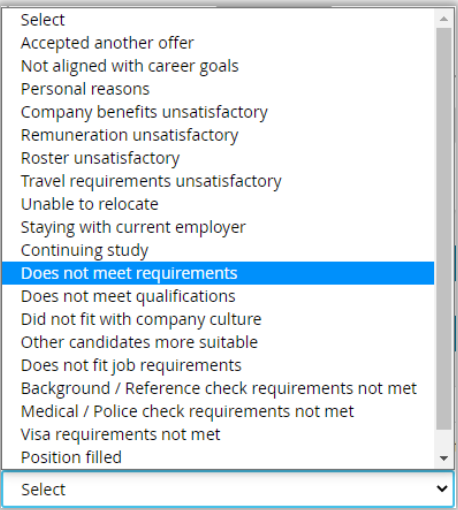 Select
Accepted another offer
Not aligned with career goals
Personal reasons
Company benefits unsatisfactory
Remuneration unsatisfactory
Roster unsatisfactory
Travel requirements unsatisfactory
Unable to relocate
Staying with current employer
Continuing study
Does not meet requirements
Does not meet qualifications
Did not fit with company culture
Other candidates more suitable
Does not fit job requirements
Background / Reference check requirements not met
Medical / Police check requirements not met
Visa requirements not met
Position filled
Select